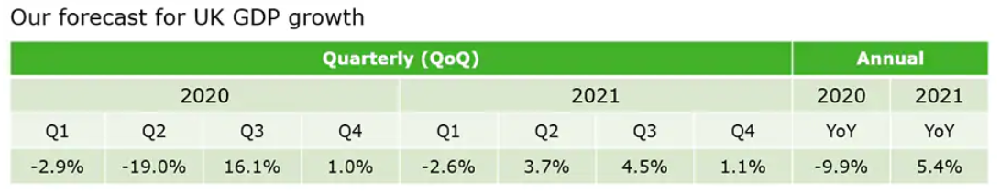 Our forecast for UK GDP growth
Quarterly (QoQ) Annual
2020 2021 2020 2021
Q1 Q2 Q3 Q4 Q1 Q2 Q3 Q4 YoY YoY
-2.9% -19.0% 16.1% 1.0% -2.6% 3.7% 4.5% 1.1% -9.9% 5.4%